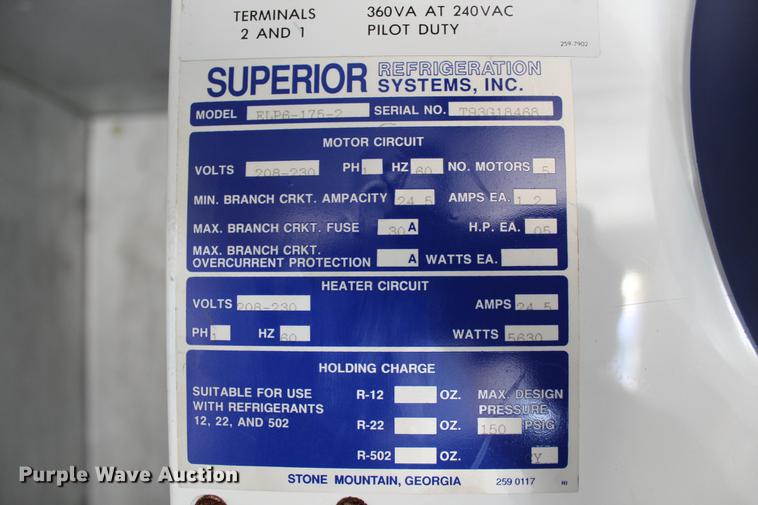 TERMINALS 360VA AT 240VAC
2 AND 1 PILOT DUTY
259 7902
SUPERIOR REFRIGERATION SYSTEMS, INC.
MODEL ELP6-175-2 SERIAL NO. T93G18468
MOTOR CIRCUIT
VOLTS 208-230 PH 1 HZ 60 NO. MOTORS 5
MIN. BRANCH CRKT. AMPACITY 24.5 AMPS EA. 1.2
MAX. BRANCH CRKT. FUSE 30 A H.P. EA. .05
MAX. BRANCH CRKT.
OVERCURRENT PROTECTION A WATTS EA.
HEATER CIRCUIT
VOLTS 208-230 AMPS 24.5
PH 1 HZ 60 WATTS 5630
HOLDING CHARGE
SUITABLE FOR USE R-12 OZ. MAX. DESIGN
WITH REFRIGERANTS PRESSURE
12, 22, AND 502 R-22 OZ. 150 PSIG
R-502 OZ. CY
STONE MOUNTAIN, GEORGIA 259 0117 HI
Purple Wave Auction